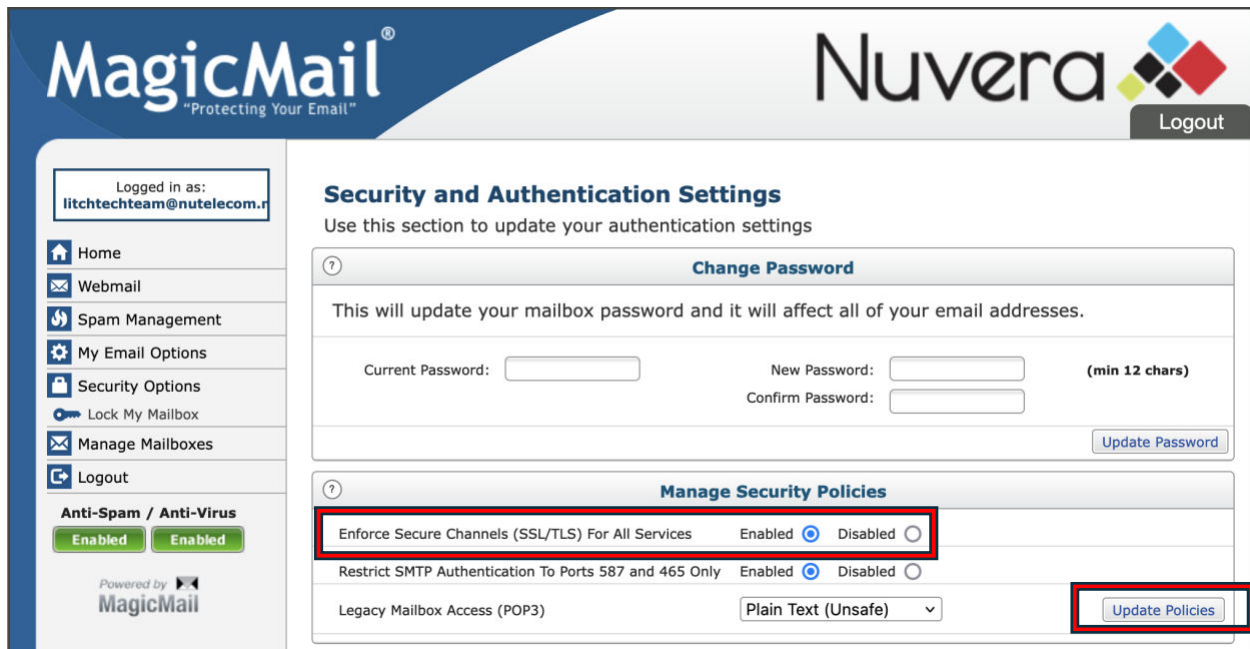 MagicMail®
"Protecting Your Email"
Nuvera
Logout
Logged in as:
litchtechteam@nutelecom.n
Home
Webmail
Spam Management
My Email Options
Security Options
Lock My Mailbox
Manage Mailboxes
Logout
Anti-Spam / Anti-Virus
Enabled Enabled
Powered by
MagicMail
Security and Authentication Settings
Use this section to update your authentication settings
? Change Password
This will update your mailbox password and it will affect all of your email addresses.
Current Password: New Password: (min 12 chars)
Confirm Password:
Update Password
? Manage Security Policies
Enforce Secure Channels (SSL/TLS) For All Services Enabled Disabled
Restrict SMTP Authentication To Ports 587 and 465 Only Enabled Disabled
Legacy Mailbox Access (POP3) Plain Text (Unsafe) Update Policies